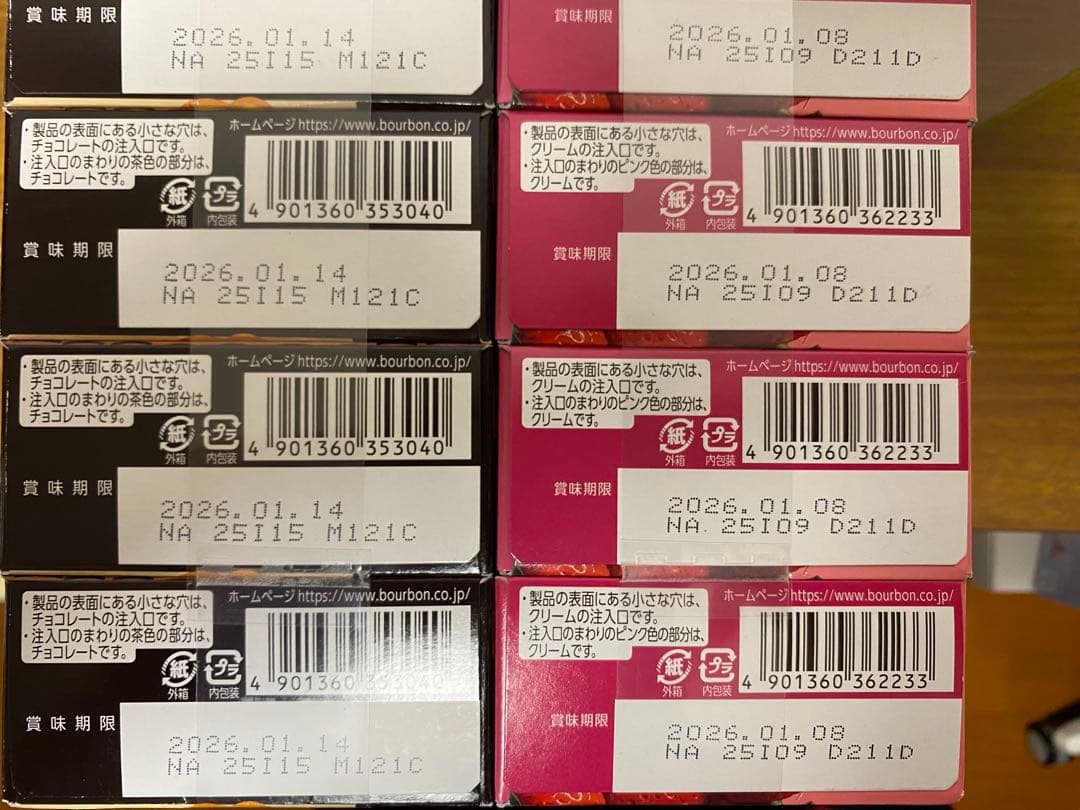 賞味期限
2026.01.14
NA 25I15 M121C
賞味期限
2026.01.08
NA 25I09 D211D
・製品の表面にある小さな穴は、
チョコレートの注入口です。
・注入口のまわりの茶色の部分は、
チョコレートです。
ホームページ https://www.bourbon.co.jp/
紙
外箱
プラ
内包装
4 901360 353040
賞味期限
2026.01.14
NA 25I15 M121C
・製品の表面にある小さな穴は、
クリームの注入口です。
・注入口のまわりのピンク色の部分は、
クリームです。
ホームページ https://www.bourbon.co.jp/
紙
外箱
プラ
内包装
4 901360 362233
賞味期限
2026.01.08
NA 25I09 D211D
・製品の表面にある小さな穴は、
チョコレートの注入口です。
・注入口のまわりの茶色の部分は、
チョコレートです。
ホームページ https://www.bourbon.co.jp/
紙
外箱
プラ
内包装
4 901360 353040
賞味期限
2026.01.14
NA 25I15 M121C
・製品の表面にある小さな穴は、
クリームの注入口です。
・注入口のまわりのピンク色の部分は、
クリームです。
ホームページ https://www.bourbon.co.jp/
紙
外箱
プラ
内包装
4 901360 362233
賞味期限
2026.01.08
NA 25I09 D211D
・製品の表面にある小さな穴は、
チョコレートの注入口です。
・注入口のまわりの茶色の部分は、
チョコレートです。
ホームページ https://www.bourbon.co.jp/
紙
外箱
プラ
内包装
4 901360 353040
賞味期限
2026.01.14
NA 25I15 M121C
・製品の表面にある小さな穴は、
クリームの注入口です。
・注入口のまわりのピンク色の部分は、
クリームです。
ホームページ https://www.bourbon.co.jp/
紙
外箱
プラ
内包装
4 901360 362233
賞味期限
2026.01.08
NA 25I09 D211D